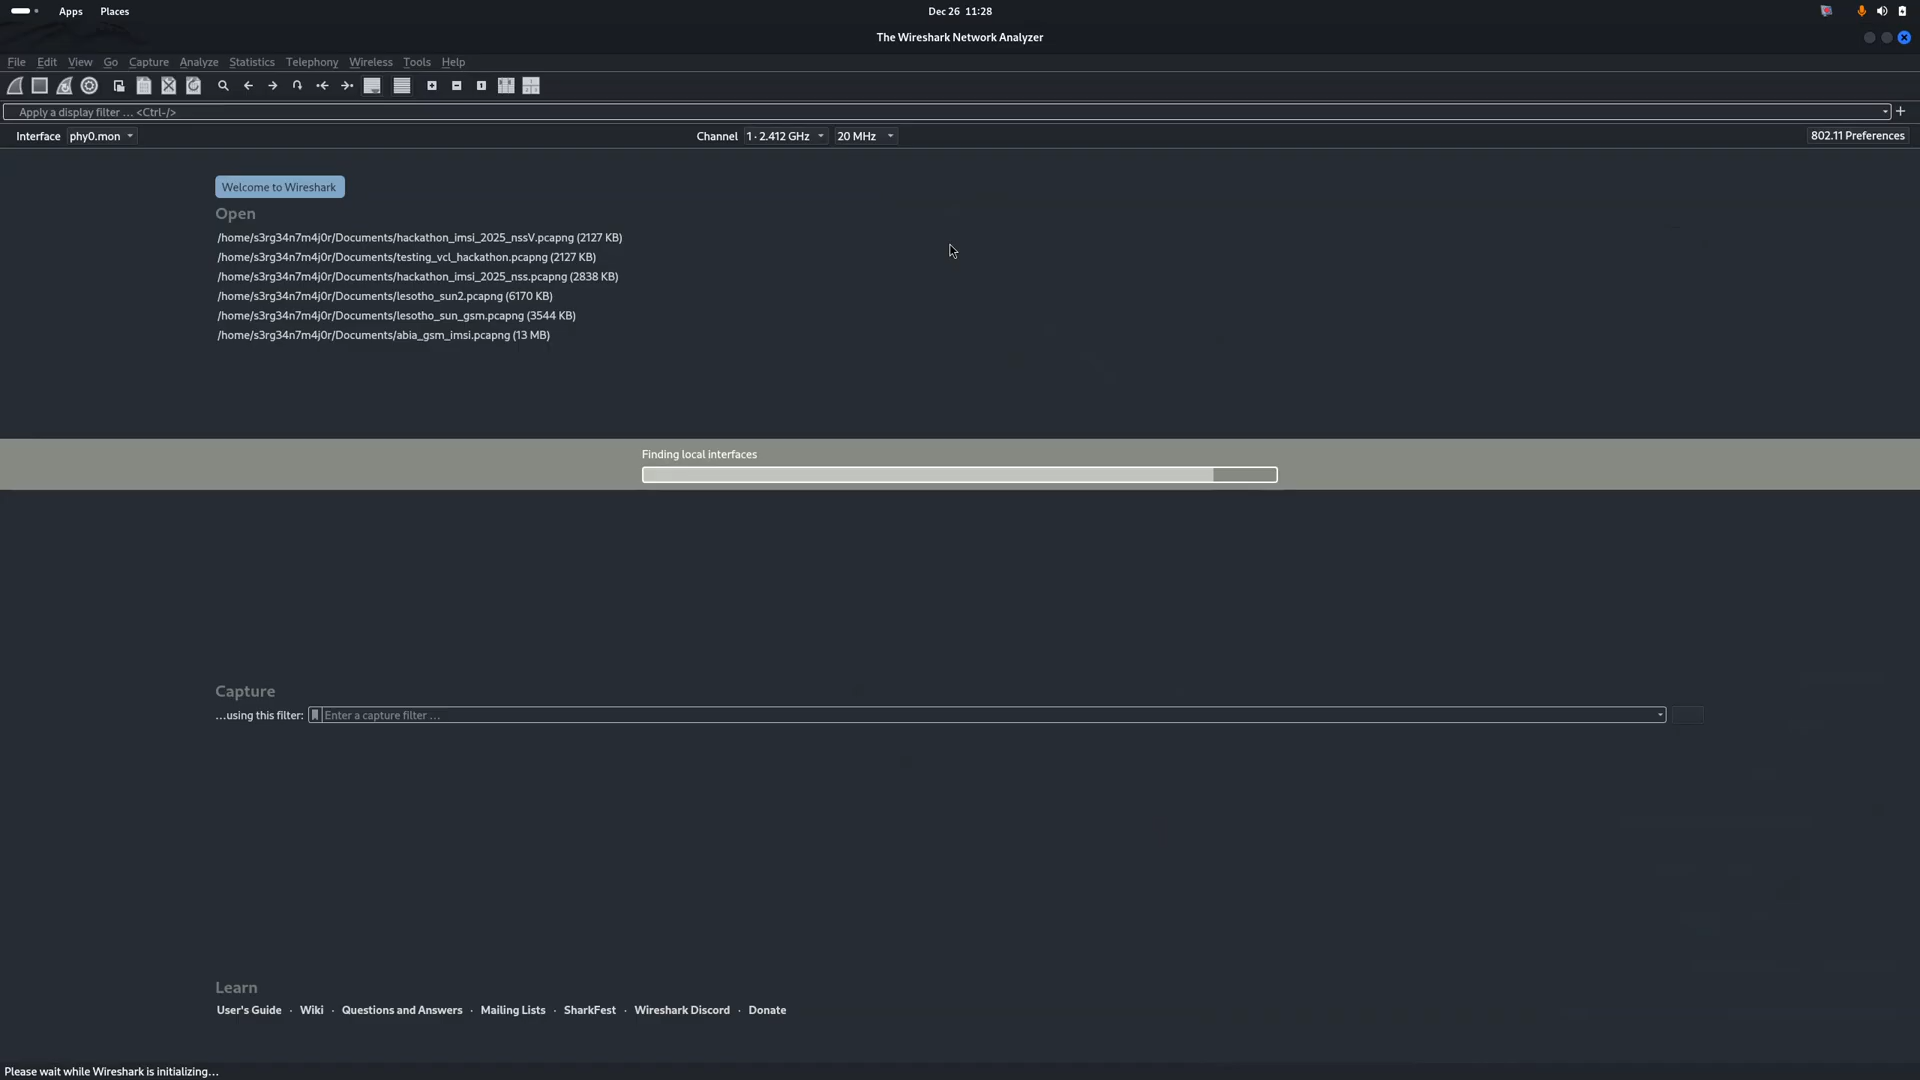 Apps Places Dec 26 11:28
The Wireshark Network Analyzer
File Edit View Go Capture Analyze Statistics Telephony Wireless Tools Help
Apply a display filter … <Ctrl-/>
Interface phy0.mon Channel 1 · 2.412 GHz 20 MHz 802.11 Preferences
Welcome to Wireshark
Open
/home/s3rg34n7m4j0r/Documents/hackathon_imsi_2025_nssV.pcapng (2127 KB)
/home/s3rg34n7m4j0r/Documents/testing_vcl_hackathon.pcapng (2127 KB)
/home/s3rg34n7m4j0r/Documents/hackathon_imsi_2025_nss.pcapng (2838 KB)
/home/s3rg34n7m4j0r/Documents/lesotho_sun2.pcapng (6170 KB)
/home/s3rg34n7m4j0r/Documents/lesotho_sun_gsm.pcapng (3544 KB)
/home/s3rg34n7m4j0r/Documents/abia_gsm_imsi.pcapng (13 MB)
Finding local interfaces
Capture
…using this filter: Enter a capture filter …
Learn
User's Guide · Wiki · Questions and Answers · Mailing Lists · SharkFest · Wireshark Discord · Donate
Please wait while Wireshark is initializing…